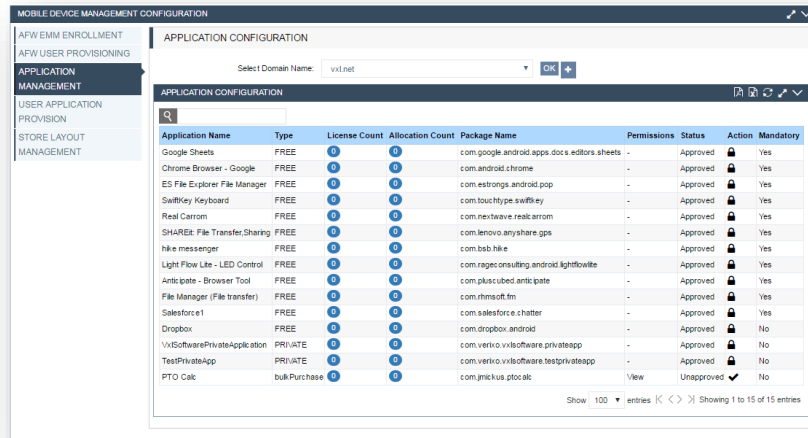 MOBILE DEVICE MANAGEMENT CONFIGURATION
AFW EMM ENROLLMENT
AFW USER PROVISIONING
APPLICATION
MANAGEMENT
USER APPLICATION
PROVISION
STORE LAYOUT
MANAGEMENT
APPLICATION CONFIGURATION
Select Domain Name: vxl.net OK +
APPLICATION CONFIGURATION
Application Name Type License Count Allocation Count Package Name Permissions Status Action Mandatory
Google Sheets FREE 0 0 com.google.android.apps.docs.editors.sheets - Approved Yes
Chrome Browser - Google FREE 0 0 com.android.chrome - Approved Yes
ES File Explorer File Manager FREE 0 0 com.estrongs.android.pop - Approved Yes
SwiftKey Keyboard FREE 0 0 com.touchtype.swiftkey - Approved Yes
Real Carrom FREE 0 0 com.nextwave.realcarrom - Approved Yes
SHAREit: File Transfer,Sharing FREE 0 0 com.lenovo.anyshare.gps - Approved Yes
hike messenger FREE 0 0 com.bsb.hike - Approved Yes
Light Flow Lite - LED Control FREE 0 0 com.rageconsulting.android.lightflowlite - Approved Yes
Anticipate - Browser Tool FREE 0 0 com.pluscubed.anticipate - Approved Yes
File Manager (File transfer) FREE 0 0 com.rhmsoft.fm - Approved Yes
Salesforce1 FREE 0 0 com.salesforce.chatter - Approved Yes
Dropbox FREE 0 0 com.dropbox.android - Approved No
VxlSoftwarePrivateApplication PRIVATE 0 0 com.verixo.vxlsoftware.privateapp - Approved No
TestPrivateApp PRIVATE 0 0 com.verixo.vxlsoftware.testprivateapp - Approved No
PTO Calc bulkPurchase 0 0 com.jmickus.ptocalc View Unapproved No
Show 100 entries Showing 1 to 15 of 15 entries